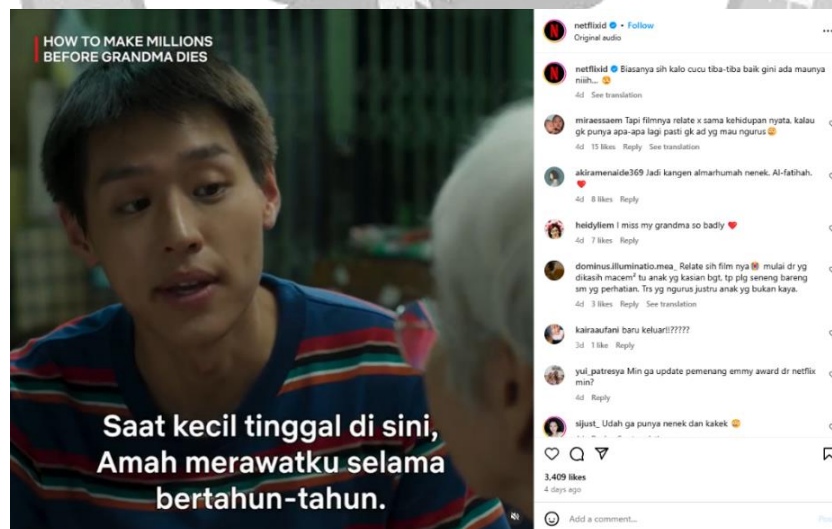 HOW TO MAKE MILLIONS
BEFORE GRANDMA DIES
Saat kecil tinggal di sini,
Amah merawatku selama
bertahun-tahun.
netflixid • Follow
Original audio
netflixid Biasanya sih kalo cucu tiba-tiba baik gini ada maunya
niiih...
4d See translation
miraessaem Tapi filmnya relate x sama kehidupan nyata, kalau
gk punya apa-apa lagi pasti gk ad yg mau ngurus
4d 15 likes Reply See translation
akiramenaide369 Jadi kangen almarhumah nenek. Al-fatihah.
4d 8 likes Reply
heidyliem I miss my grandma so badly
4d 7 likes Reply
dominus.illuminatio.mea_ Relate sih film nya mulai dr yg
dikasih macem² tu anak yg kasian bgt, tp plg seneng bareng
sm yg perhatian. Trs yg ngurus justru anak yg bukan kaya.
4d 3 likes Reply See translation
kairaaufani baru keluar!!?????
3d 1 like Reply
yui_patresya Min ga update pemenang emmy award dr netflix
min?
4d Reply
sijust_ Udah ga punya nenek dan kakek
3,409 likes
4 days ago
Add a comment...